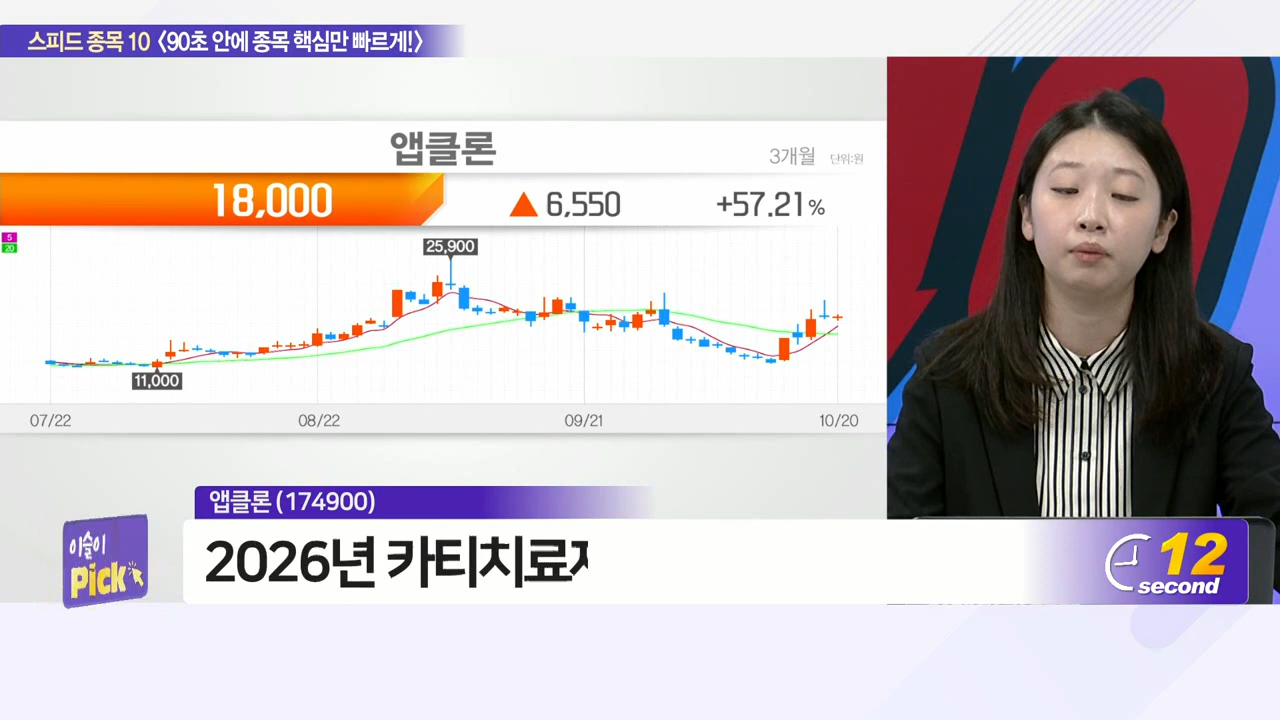 스피드 종목 10 〈90초 안에 종목 핵심만 빠르게!〉
앱클론
3개월 단위:원
18,000 ▲ 6,550 +57.21%
5
20
25,900
11,000
07/22 08/22 09/21 10/20
앱클론 (174900)
이슬이
Pick
2026년 카티치료
12
second